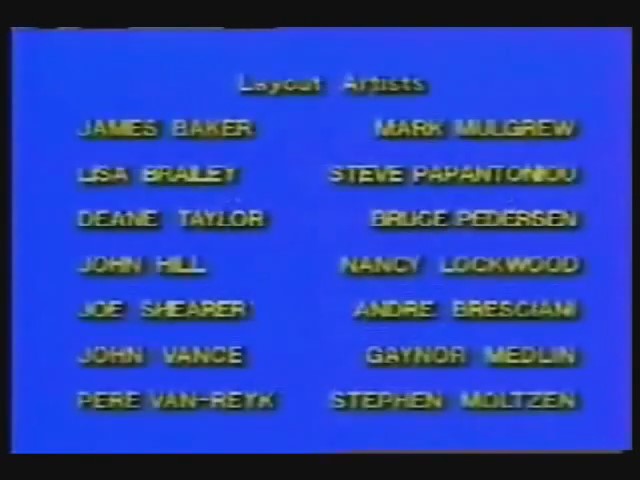 Layout Artists
JAMES BAKER MARK MULGREW
LISA BRAILEY STEVE PAPANTONIOU
DEANE TAYLOR BRUCE PEDERSEN
JOHN HILL NANCY LOCKWOOD
JOE SHEARER ANDRE BRESCIANI
JOHN VANCE GAYNOR MEDLIN
PERE VAN-REYK STEPHEN MOLTZEN